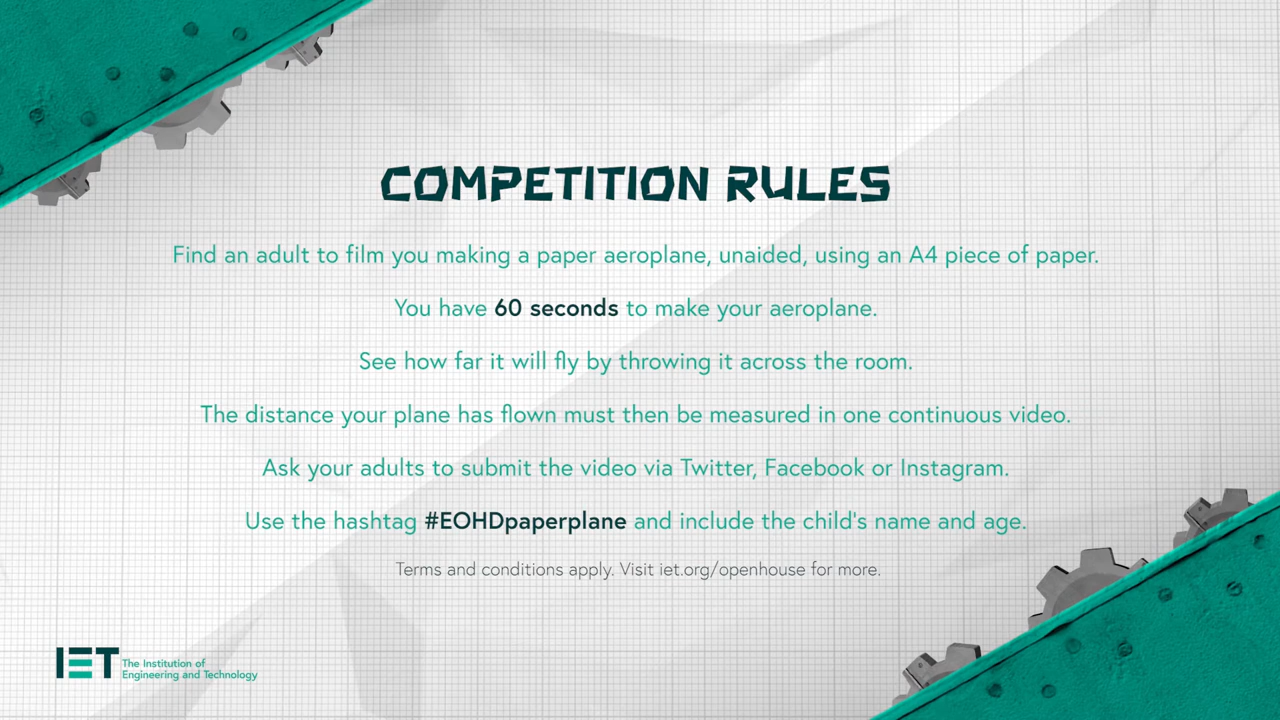 COMPETITION RULES
Find an adult to film you making a paper aeroplane, unaided, using an A4 piece of paper.
You have 60 seconds to make your aeroplane.
See how far it will fly by throwing it across the room.
The distance your plane has flown must then be measured in one continuous video.
Ask your adults to submit the video via Twitter, Facebook or Instagram.
Use the hashtag #EOHDpaperplane and include the child's name and age.
Terms and conditions apply. Visit iet.org/openhouse for more.
IET The Institution of
Engineering and Technology